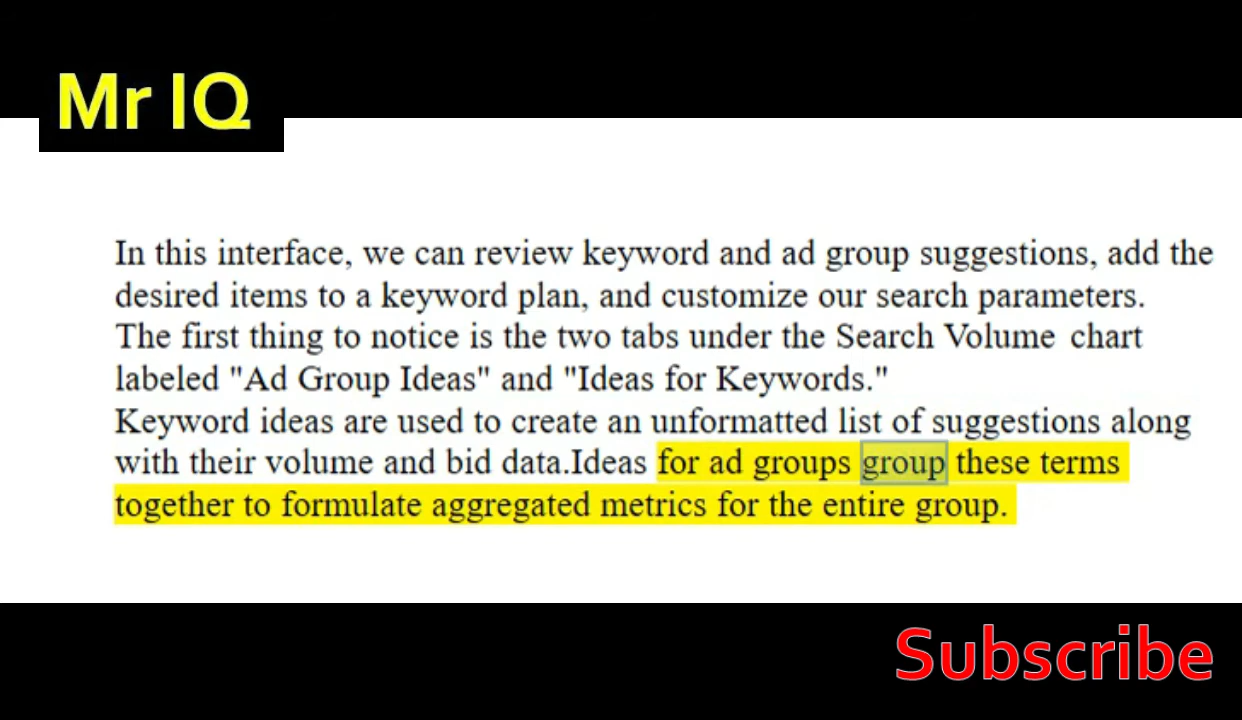 Mr IQ
In this interface, we can review keyword and ad group suggestions, add the
desired items to a keyword plan, and customize our search parameters.
The first thing to notice is the two tabs under the Search Volume chart
labeled "Ad Group Ideas" and "Ideas for Keywords."
Keyword ideas are used to create an unformatted list of suggestions along
with their volume and bid data.Ideas for ad groups group these terms
together to formulate aggregated metrics for the entire group.
Subscribe